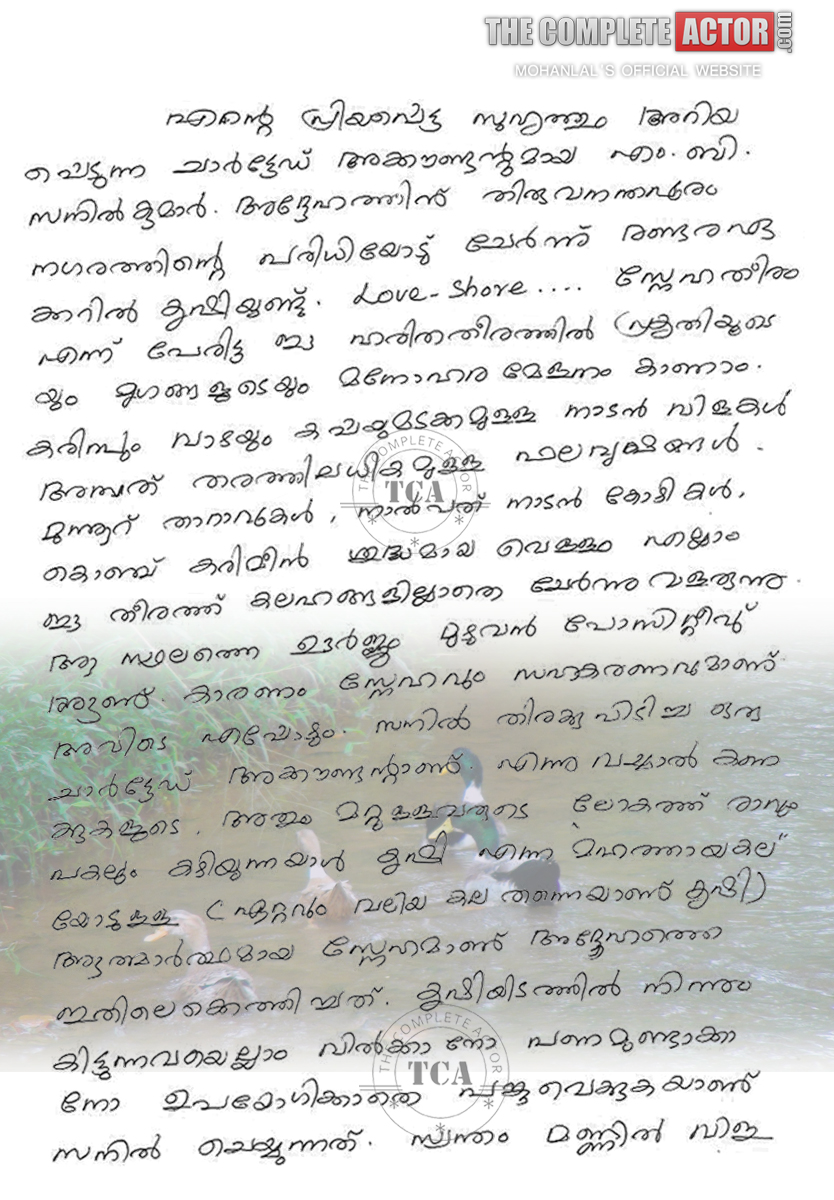 THE COMPLETE ACTOR.com
MOHANLAL'S OFFICIAL WEBSITE
എന്റെ പ്രിയപ്പെട്ട സുഹൃത്തും അറിയ
പ്പെടുന്ന ചാർട്ടേഡ് അക്കൗണ്ടന്റുമായ എം. ബി.
സനിൽകുമാർ. അദ്ദേഹത്തിന് തിരുവനന്തപുരം
നഗരത്തിന്റെ പരിധിയോടു ചേർന്ന് രണ്ടര ഏ
ക്കറിൽ കൃഷിയുണ്ട്. Love-Shore.... സ്നേഹതീരം
എന്ന് പേരിട്ട ഈ ഹരിതതീരത്തിൽ പ്രകൃതിയുടെ
യും മൃഗങ്ങളുടെയും മനോഹര മേളനം കാണാം.
കരിമ്പും വാഴയും കപ്പയുമടക്കമുള്ള നാടൻ വിളകൾ
അമ്പത് തരത്തിലധികമുള്ള ഫലവൃക്ഷങ്ങൾ.
മുന്നൂറ് താറാവുകൾ, നാൽപത് നാടൻ കോഴികൾ,
കൊഞ്ച് കരിമീൻ ശുദ്ധമായ വെള്ളം എല്ലാം
ഈ തീരത്ത് കലഹങ്ങളില്ലാതെ ചേർന്നു വളരുന്നു.
ആ സ്ഥലത്തെ ഊർജ്ജം മുഴുവൻ പോസിറ്റീവ്
ആണ്. കാരണം സ്നേഹവും സഹകരണവുമാണ്
അവിടെ എപ്പോഴും. സനിൽ തിരക്കു പിടിച്ച ഒരു
ചാർട്ടേഡ് അക്കൗണ്ടന്റാണ്. എന്നു വച്ചാൽ കണ
ക്കുകളുടെ, അതും മറ്റുള്ളവരുടെ ലോകത്ത് രാവും
പകലും കഴിയുന്നയാൾ കൃഷി എന്ന മഹത്തായകല"
യോടുള്ള (ഏറ്റവും വലിയ കല തന്നെയാണ് കൃഷി)
ആത്മാർത്ഥമായ സ്നേഹമാണ് അദ്ദേഹത്തെ
ഇതിലെക്കെത്തിച്ചത്. കൃഷിയിടത്തിൽ നിന്നും
കിട്ടുന്നവയെല്ലാം വിൽക്കാനോ പണമുണ്ടാക്കാ
നോ ഉപയോഗിക്കാതെ പങ്കുവെക്കുകയാണ്
സനിൽ ചെയ്യുന്നത്. സ്വന്തം മണ്ണിൽ വിള
THE COMPLETE ACTOR
TCA
THE COMPLETE ACTOR
TCA